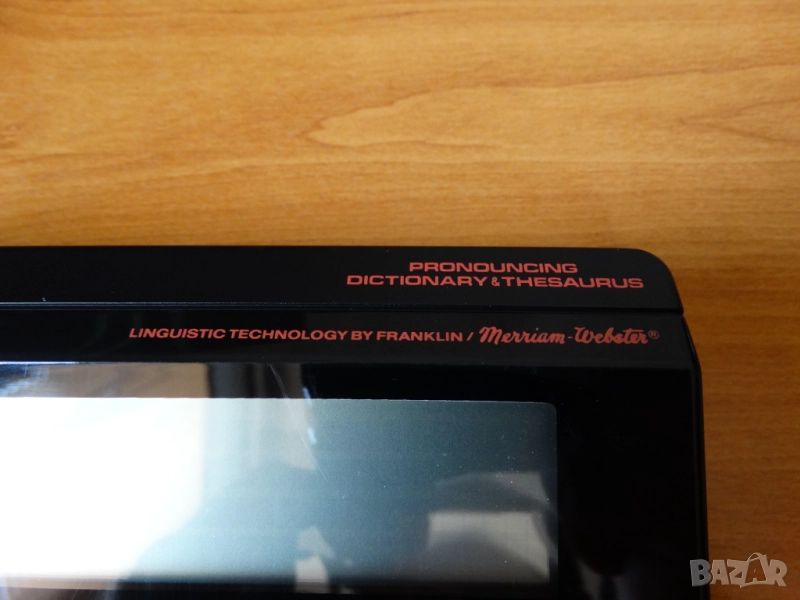 PRONOUNCING
DICTIONARY & THESAURUS
LINGUISTIC TECHNOLOGY BY FRANKLIN / Merriam-Webster®
BAZAR